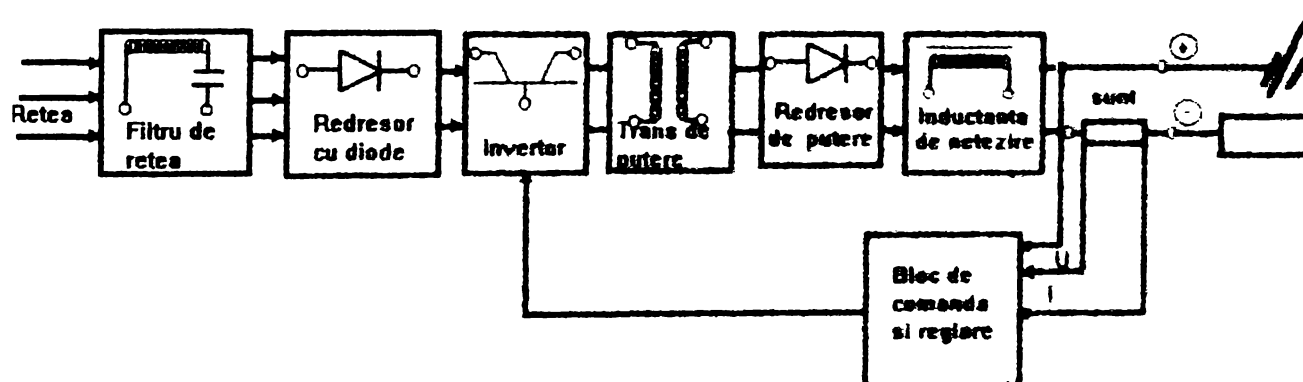 Retea
Filtru de
retea
Redresor
cu diode
Invertor
Trans de
putere
Redresor
de putere
Inductanta
de netezire
+
sunt
-
U
I
Bloc de
comanda
si reglare